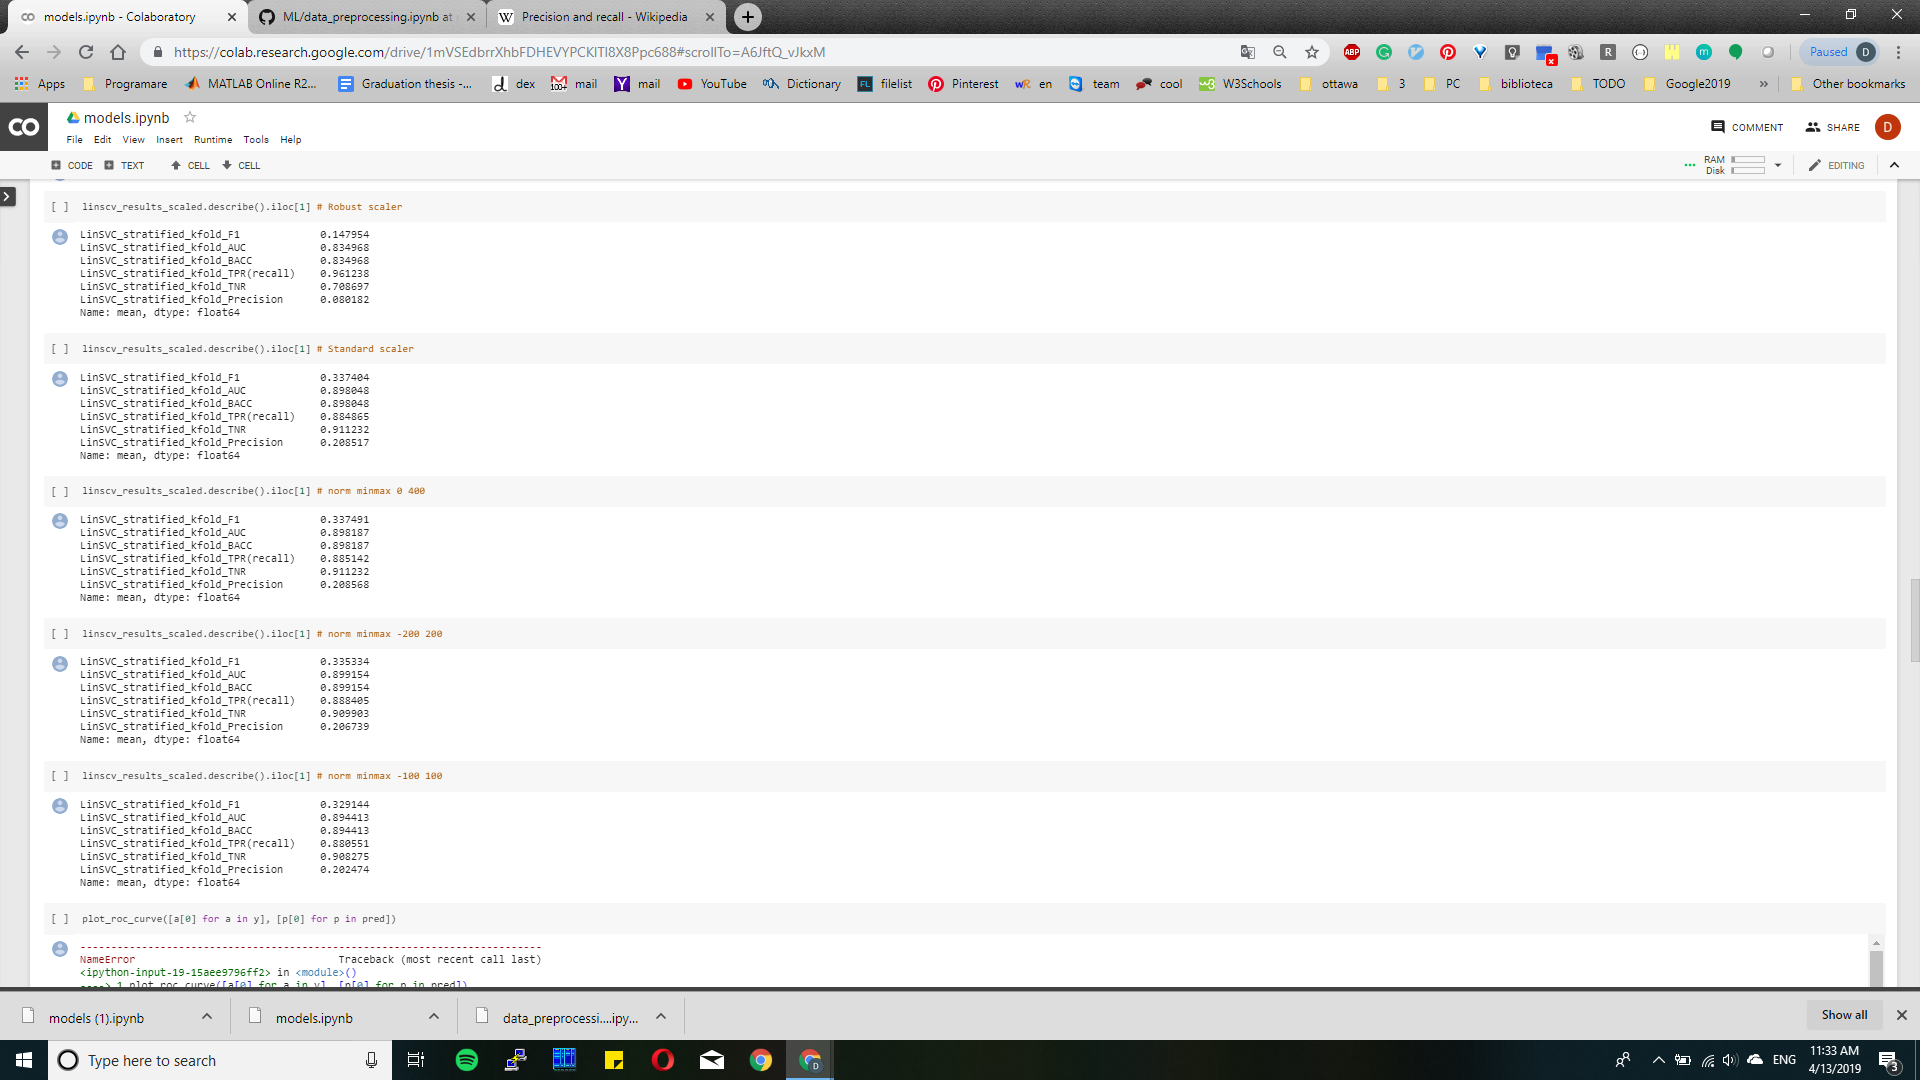 models.ipynb - Colaboratory
ML/data_preprocessing.ipynb at
Precision and recall - Wikipedia
https://colab.research.google.com/drive/1mVSEdbrrXhbFDHEVYPCKlTl8X8Ppc688#scrollTo=A6JftQ_vJkxM
Paused D
Apps Programare MATLAB Online R2... Graduation thesis -... dex mail mail YouTube Dictionary filelist Pinterest en team cool W3Schools ottawa 3 PC biblioteca TODO Google2019 » Other bookmarks
models.ipynb
COMMENT SHARE D
File Edit View Insert Runtime Tools Help
CODE TEXT CELL CELL
RAM
Disk
EDITING
[ ] linscv_results_scaled.describe().iloc[1] # Robust scaler
LinSVC_stratified_kfold_F1 0.147954
LinSVC_stratified_kfold_AUC 0.834968
LinSVC_stratified_kfold_BACC 0.834968
LinSVC_stratified_kfold_TPR(recall) 0.961238
LinSVC_stratified_kfold_TNR 0.708697
LinSVC_stratified_kfold_Precision 0.080182
Name: mean, dtype: float64
[ ] linscv_results_scaled.describe().iloc[1] # Standard scaler
LinSVC_stratified_kfold_F1 0.337404
LinSVC_stratified_kfold_AUC 0.898048
LinSVC_stratified_kfold_BACC 0.898048
LinSVC_stratified_kfold_TPR(recall) 0.884865
LinSVC_stratified_kfold_TNR 0.911232
LinSVC_stratified_kfold_Precision 0.208517
Name: mean, dtype: float64
[ ] linscv_results_scaled.describe().iloc[1] # norm minmax 0 400
LinSVC_stratified_kfold_F1 0.337491
LinSVC_stratified_kfold_AUC 0.898187
LinSVC_stratified_kfold_BACC 0.898187
LinSVC_stratified_kfold_TPR(recall) 0.885142
LinSVC_stratified_kfold_TNR 0.911232
LinSVC_stratified_kfold_Precision 0.208568
Name: mean, dtype: float64
[ ] linscv_results_scaled.describe().iloc[1] # norm minmax -200 200
LinSVC_stratified_kfold_F1 0.335334
LinSVC_stratified_kfold_AUC 0.899154
LinSVC_stratified_kfold_BACC 0.899154
LinSVC_stratified_kfold_TPR(recall) 0.888405
LinSVC_stratified_kfold_TNR 0.909903
LinSVC_stratified_kfold_Precision 0.206739
Name: mean, dtype: float64
[ ] linscv_results_scaled.describe().iloc[1] # norm minmax -100 100
LinSVC_stratified_kfold_F1 0.329144
LinSVC_stratified_kfold_AUC 0.894413
LinSVC_stratified_kfold_BACC 0.894413
LinSVC_stratified_kfold_TPR(recall) 0.880551
LinSVC_stratified_kfold_TNR 0.908275
LinSVC_stratified_kfold_Precision 0.202474
Name: mean, dtype: float64
[ ] plot_roc_curve([a[0] for a in y], [p[0] for p in pred])
---------------------------------------------------------------------------
NameError Traceback (most recent call last)
<ipython-input-19-15aee9796ff2> in <module>()
----> 1 plot_roc_curve([a[0] for a in y], [p[0] for p in pred])
models (1).ipynb
models.ipynb
data_preprocessi....ipy...
Show all
Type here to search
ENG
11:33 AM
4/13/2019
3